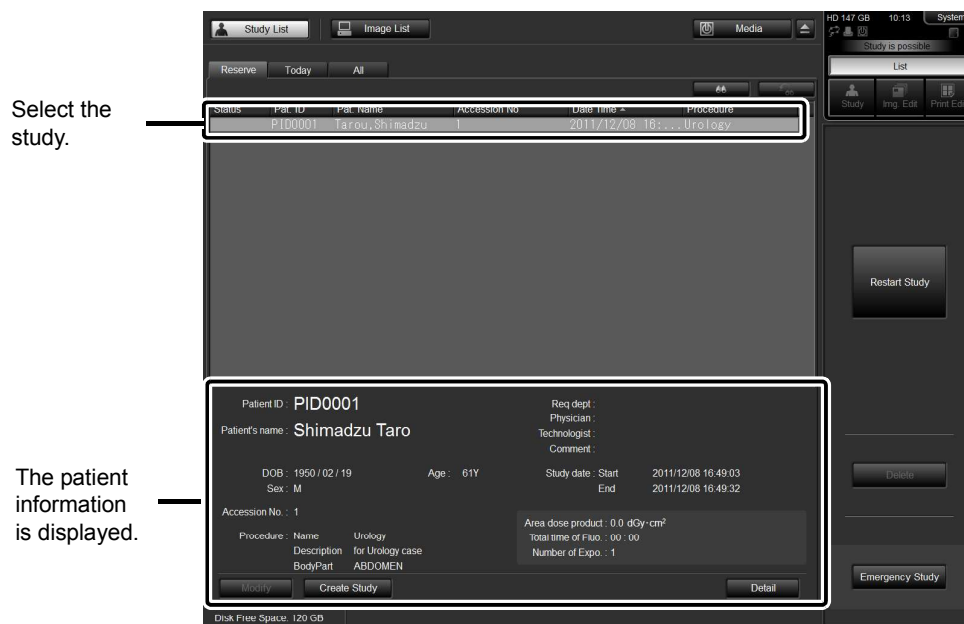 Select the
study.
The patient
information
is displayed.
Study List
Image List
Media
HD 147 GB 10:13 System
Study is possible
List
Study Img. Edit Print Edi
Reserve Today All
Status Pat. ID Pat. Name Accession No Date Time Procedure
PID0001 Tarou,Shimadzu 1 2011/12/08 16:...Urology
Restart Study
Patient ID : PID0001
Patient's name : Shimadzu Taro
DOB : 1950 / 02 / 19 Age : 61Y
Sex : M
Accession No. : 1
Procedure : Name Urology
Description for Urology case
BodyPart ABDOMEN
Req dept :
Physician :
Technologist :
Comment :
Study date : Start 2011/12/08 16:49:03
End 2011/12/08 16:49:32
Area dose product : 0.0 dGy·cm²
Total time of Fluo. : 00 : 00
Number of Expo. : 1
Modify Create Study Detail
Delete
Emergency Study
Disk Free Space: 120 GB